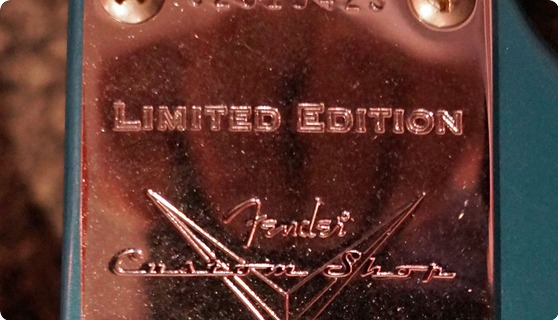 LIMITED EDITION
Fender®
Custom Shop